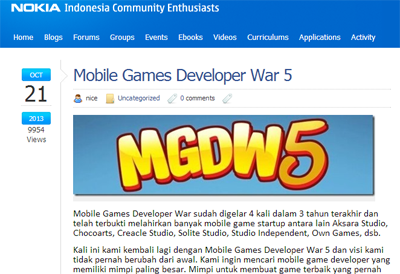 NOKIA Indonesia Community Enthusiasts
Home Blogs Forums Groups Events Ebooks Videos Curriculums Applications Activity
OCT
21
2013
9954
Views
Mobile Games Developer War 5
nice Uncategorized 0 comments
MGDW5
Mobile Games Developer War sudah digelar 4 kali dalam 3 tahun terakhir dan
telah terbukti melahirkan banyak mobile game startup antara lain Aksara Studio,
Chocoarts, Creacle Studio, Solite Studio, Studio Independent, Ovn Games, dsb.
Kali ini kami kembali lagi dengan Mobile Games Developer War 5 dan visi kami
tidak pernah berubah dari awal. Kami ingin mencari mobile game developer yang
memiliki mimpi paling besar. Mimpi untuk membuat game terbaik yang pernah